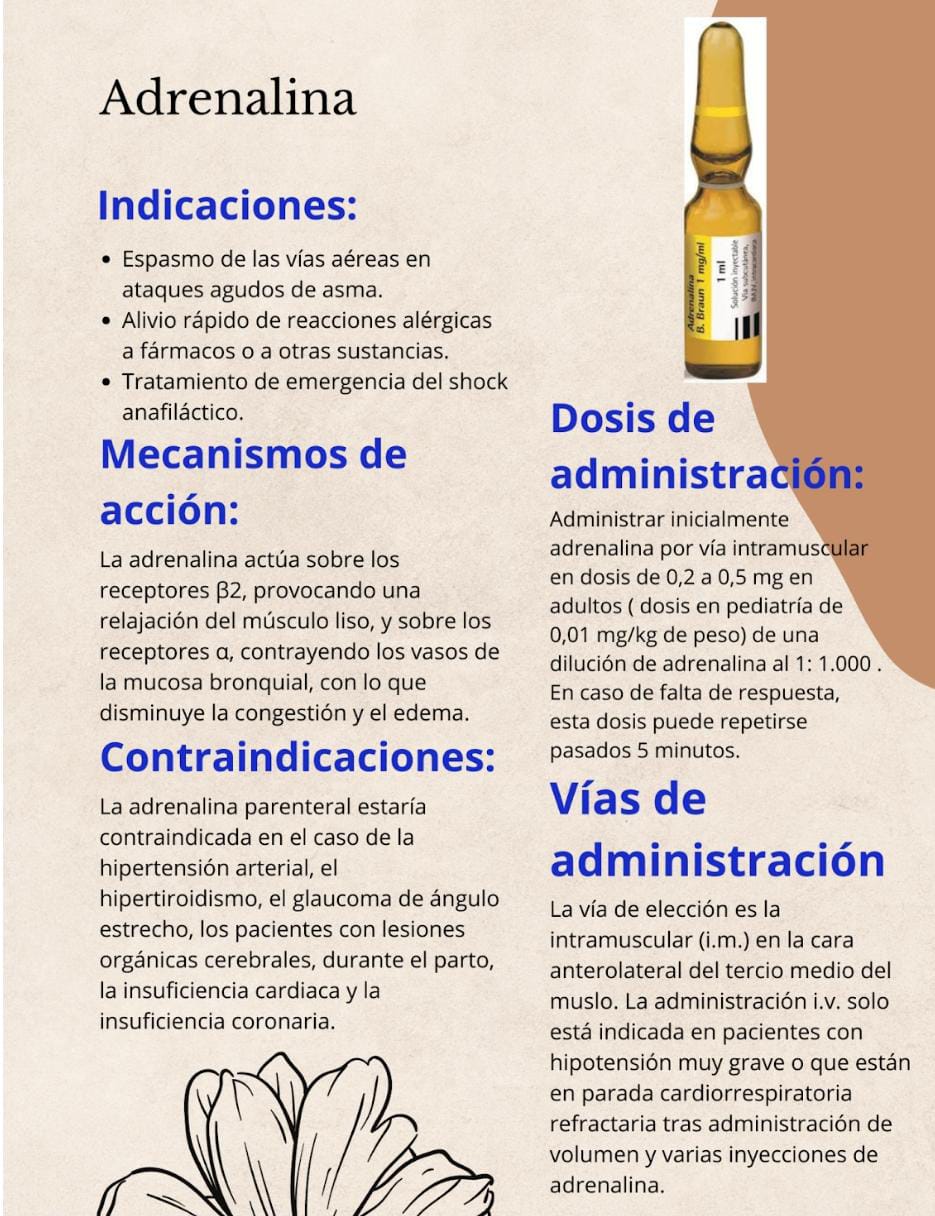 Adrenalina
Indicaciones:
• Espasmo de las vías aéreas en
ataques agudos de asma.
• Alivio rápido de reacciones alérgicas
a fármacos o a otras sustancias.
• Tratamiento de emergencia del shock
anafiláctico.
Mecanismos de
acción:
La adrenalina actúa sobre los
receptores β2, provocando una
relajación del músculo liso, y sobre los
receptores α, contrayendo los vasos de
la mucosa bronquial, con lo que
disminuye la congestión y el edema.
Contraindicaciones:
La adrenalina parenteral estaría
contraindicada en el caso de la
hipertensión arterial, el
hipertiroidismo, el glaucoma de ángulo
estrecho, los pacientes con lesiones
orgánicas cerebrales, durante el parto,
la insuficiencia cardiaca y la
insuficiencia coronaria.
Adrenalina
B. Braun 1 mg/ml
1 ml
Solución inyectable
Vía subcutánea,
Dosis de
administración:
Administrar inicialmente
adrenalina por vía intramuscular
en dosis de 0,2 a 0,5 mg en
adultos ( dosis en pediatría de
0,01 mg/kg de peso) de una
dilución de adrenalina al 1: 1.000 .
En caso de falta de respuesta,
esta dosis puede repetirse
pasados 5 minutos.
Vías de
administración
La vía de elección es la
intramuscular (i.m.) en la cara
anterolateral del tercio medio del
muslo. La administración i.v. solo
está indicada en pacientes con
hipotensión muy grave o que están
en parada cardiorrespiratoria
refractaria tras administración de
volumen y varias inyecciones de
adrenalina.